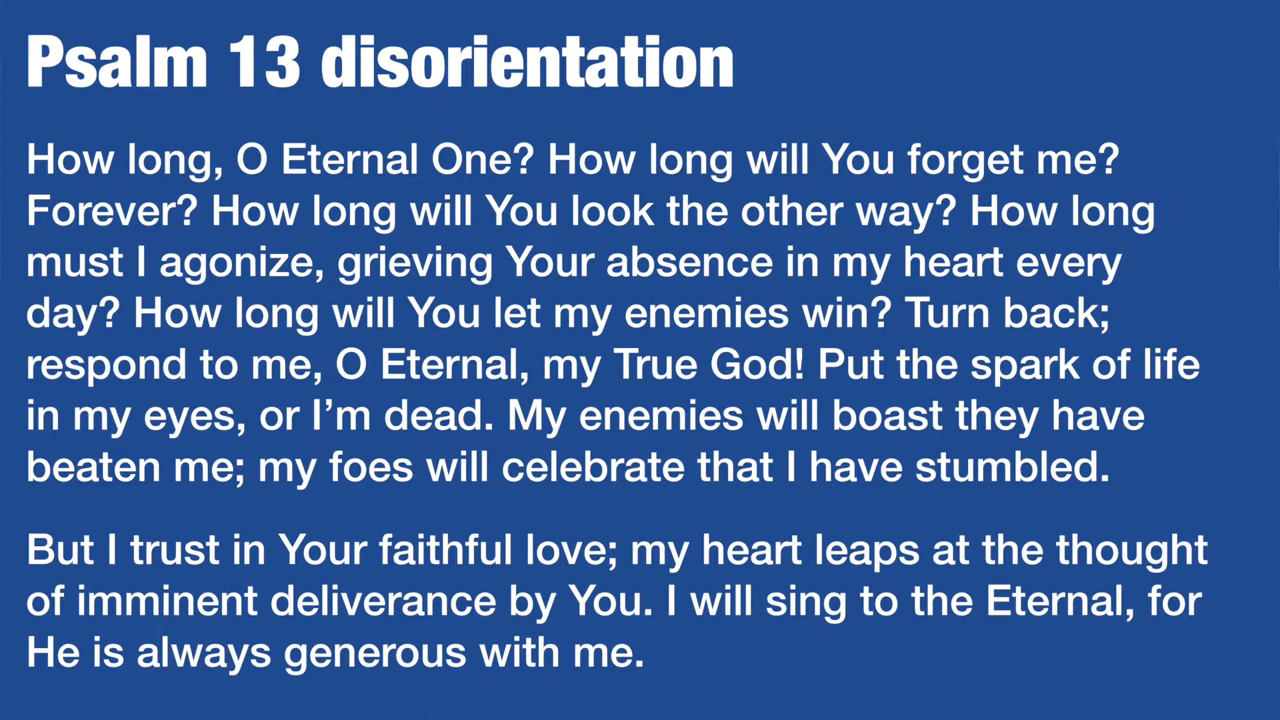 Psalm 13 disorientation
How long, O Eternal One? How long will You forget me?
Forever? How long will You look the other way? How long
must I agonize, grieving Your absence in my heart every
day? How long will You let my enemies win? Turn back;
respond to me, O Eternal, my True God! Put the spark of life
in my eyes, or I’m dead. My enemies will boast they have
beaten me; my foes will celebrate that I have stumbled.
But I trust in Your faithful love; my heart leaps at the thought
of imminent deliverance by You. I will sing to the Eternal, for
He is always generous with me.